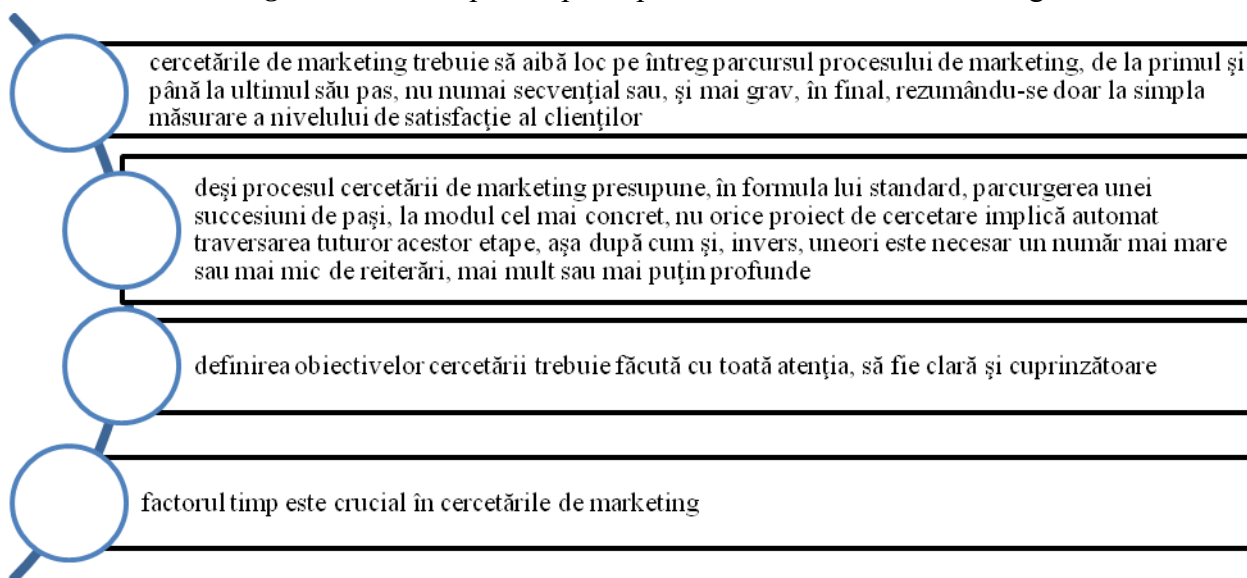 cercetările de marketing trebuie să aibă loc pe întreg parcursul procesului de marketing, de la primul şi
până la ultimul său pas, nu numai secvenţial sau, şi mai grav, în final, rezumându-se doar la simpla
măsurare a nivelului de satisfacţie al clienţilor
deşi procesul cercetării de marketing presupune, în formula lui standard, parcurgerea unei
succesiuni de paşi, la modul cel mai concret, nu orice proiect de cercetare implică automat
traversarea tuturor acestor etape, aşa după cum şi, invers, uneori este necesar un număr mai mare
sau mai mic de reiterări, mai mult sau mai puţin profunde
definirea obiectivelor cercetării trebuie făcută cu toată atenţia, să fie clară şi cuprinzătoare
factorul timp este crucial în cercetările de marketing